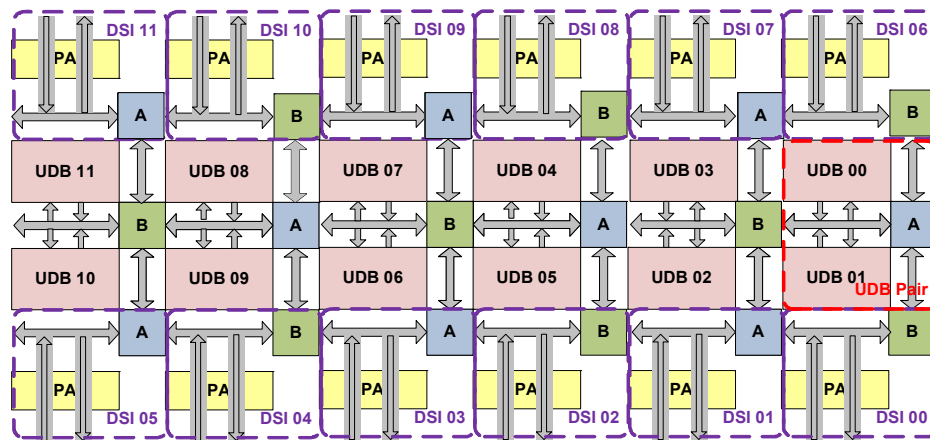 DSI 11 DSI 10 DSI 09 DSI 08 DSI 07 DSI 06
PA PA PA PA PA PA
A B A B A B
UDB 11 UDB 08 UDB 07 UDB 04 UDB 03 UDB 00
B A B A B A
UDB 10 UDB 09 UDB 06 UDB 05 UDB 02 UDB 01
UDB Pair
A B A B A B
PA PA PA PA PA PA
DSI 05 DSI 04 DSI 03 DSI 02 DSI 01 DSI 00